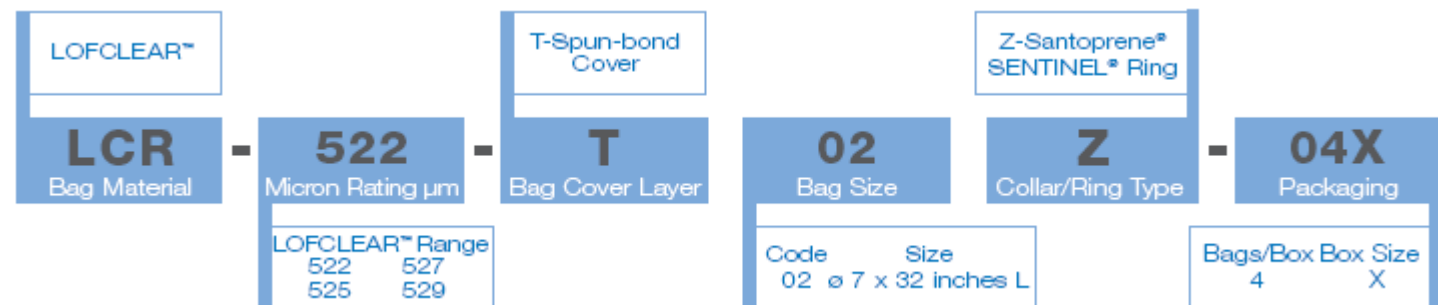 LOFCLEAR™
T-Spun-bond
Cover
Z-Santoprene®
SENTINEL® Ring
LCR - 522 - T 02 Z - 04X
Bag Material Micron Rating µm Bag Cover Layer Bag Size Collar/Ring Type Packaging
LOFCLEAR™ Range
522 527
525 529
Code Size
02 ø 7 x 32 inches L
Bags/Box Box Size
4 X